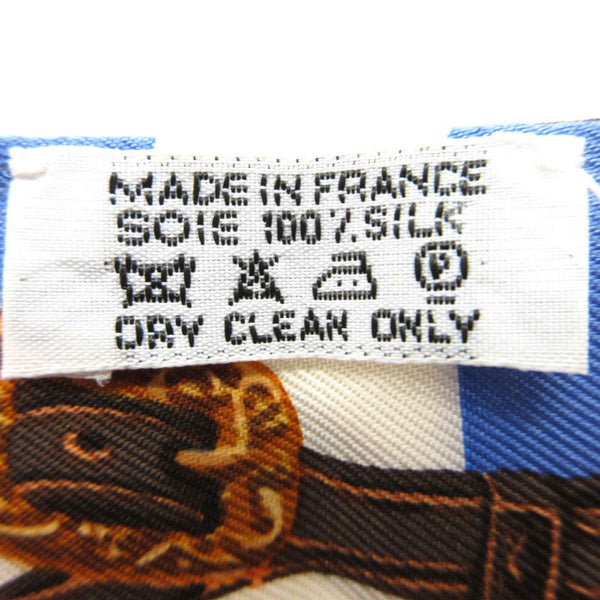 MADE IN FRANCE
SOIE 100% SILK
P
DRY CLEAN ONLY